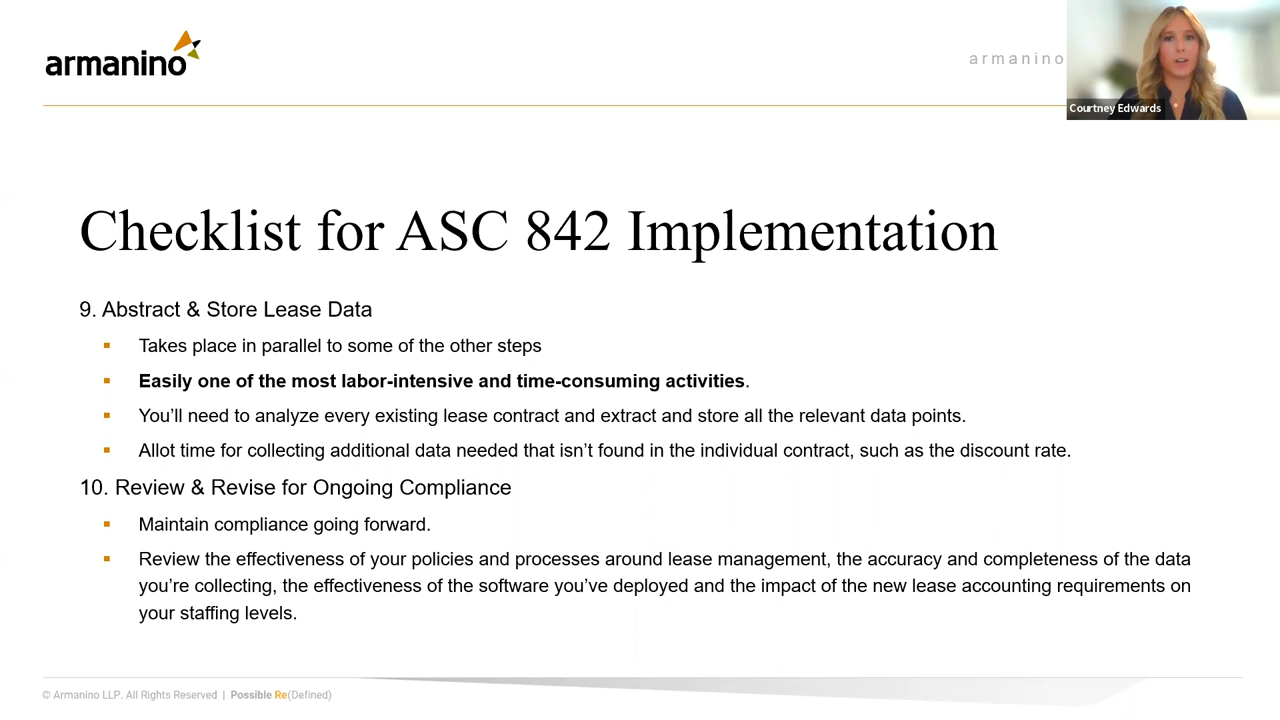 armanino
armanino
Courtney Edwards
Checklist for ASC 842 Implementation
9. Abstract & Store Lease Data
▪ Takes place in parallel to some of the other steps
▪ Easily one of the most labor-intensive and time-consuming activities.
▪ You’ll need to analyze every existing lease contract and extract and store all the relevant data points.
▪ Allot time for collecting additional data needed that isn’t found in the individual contract, such as the discount rate.
10. Review & Revise for Ongoing Compliance
▪ Maintain compliance going forward.
▪ Review the effectiveness of your policies and processes around lease management, the accuracy and completeness of the data
you’re collecting, the effectiveness of the software you’ve deployed and the impact of the new lease accounting requirements on
your staffing levels.
© Armanino LLP. All Rights Reserved | Possible Re(Defined)